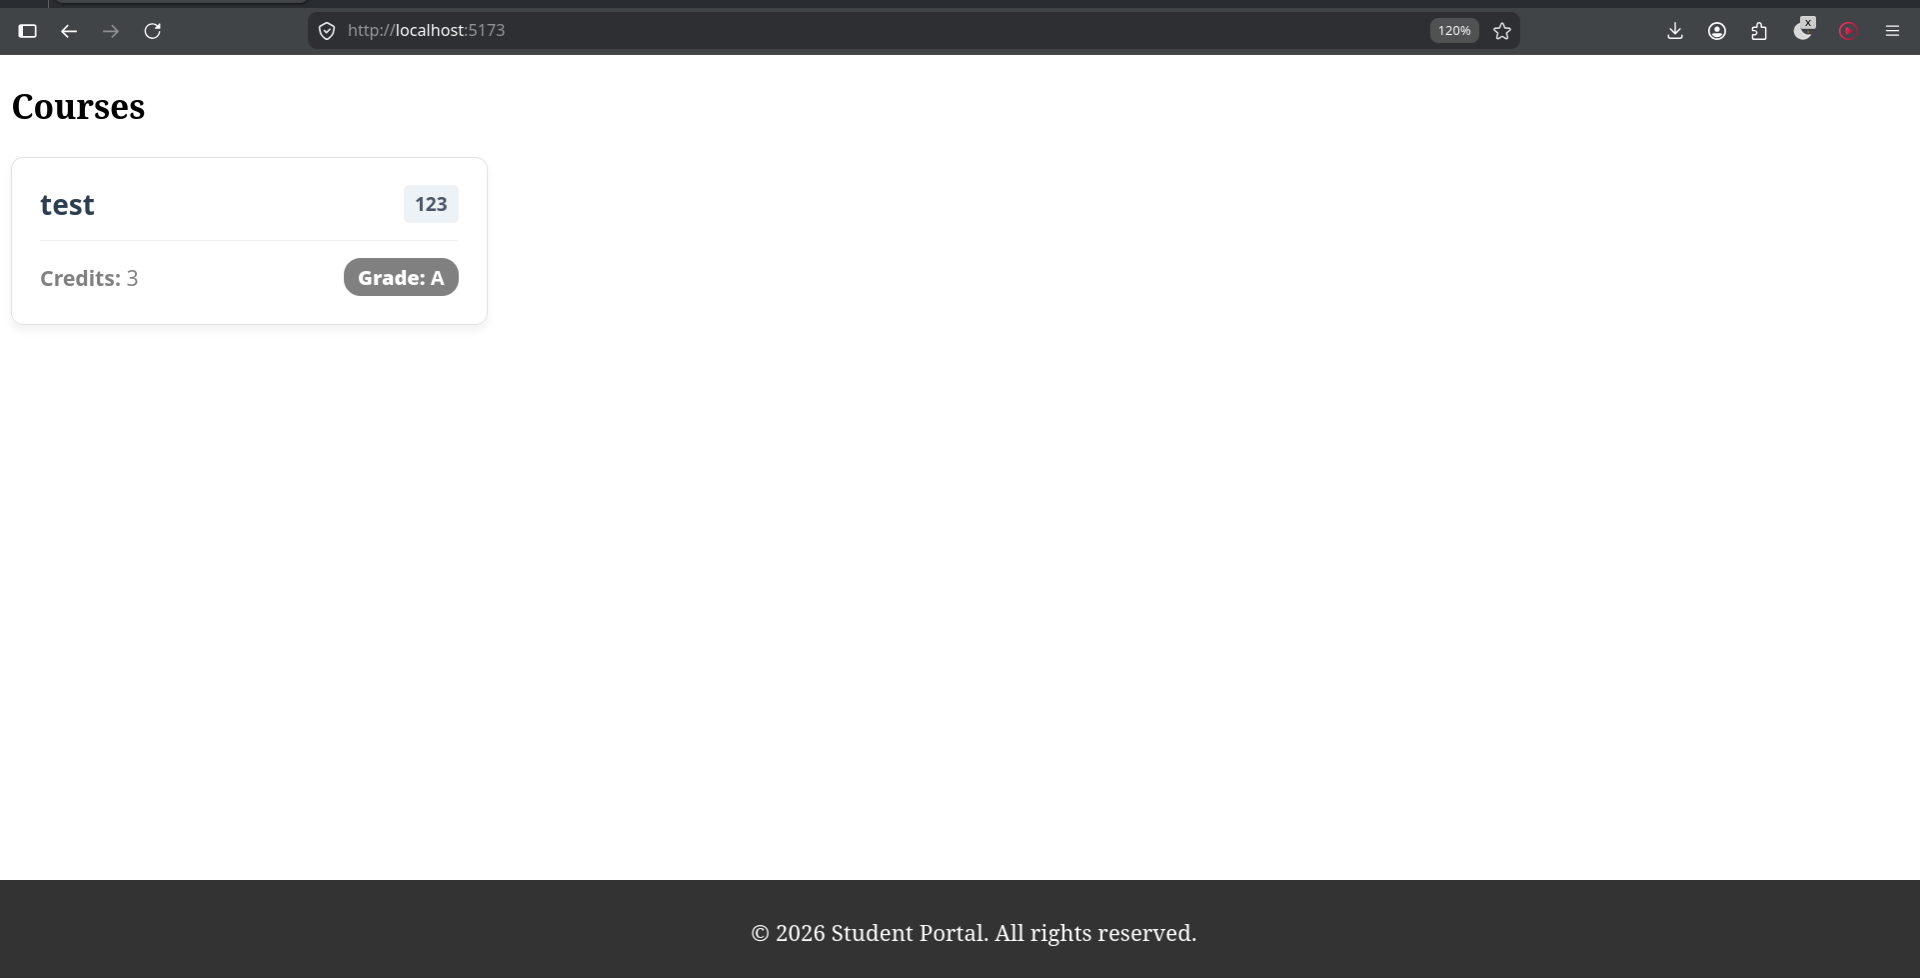 http://localhost:5173
120%
x
Courses
test
123
Credits: 3
Grade: A
© 2026 Student Portal. All rights reserved.